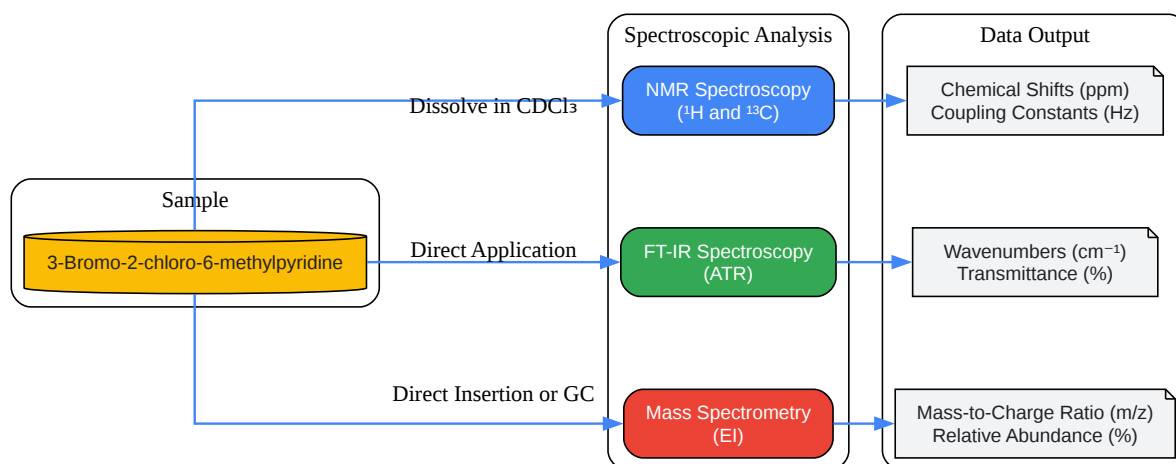 Spectroscopic Analysis
Data Output
NMR Spectroscopy
(¹H and ¹³C)
Chemical Shifts (ppm)
Coupling Constants (Hz)
Dissolve in CDCl₃
Sample
3-Bromo-2-chloro-6-methylpyridine
Direct Application
FT-IR Spectroscopy
(ATR)
Wavenumbers (cm⁻¹)
Transmittance (%)
Direct Insertion or GC
Mass Spectrometry
(EI)
Mass-to-Charge Ratio (m/z)
Relative Abundance (%)